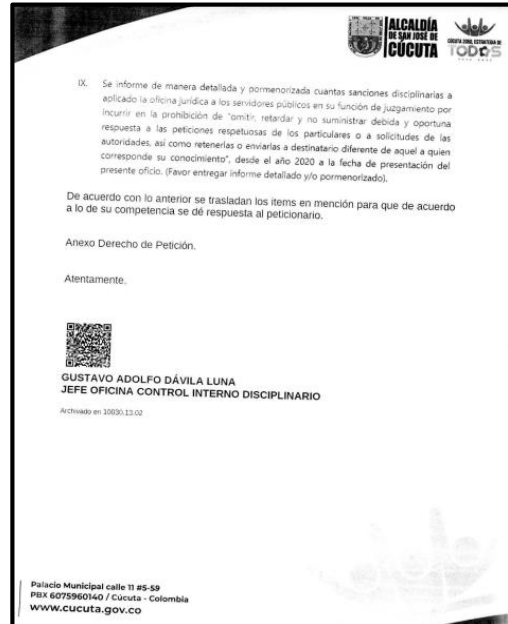 ALCALDÍA
DE SAN JOSÉ DE
CÚCUTA
CÚCUTA 2050, ESTRATEGIA DE
TODOS
IX. Se informe de manera detallada y pormenorizada cuantas sanciones disciplinarias a
aplicado la oficina jurídica a los servidores públicos en su función de juzgamiento por
incurrir en la prohibición de "omitir, retardar y no suministrar debida y oportuna
respuesta a las peticiones respetuosas de los particulares o a solicitudes de las
autoridades, así como retenerlas o enviarlas a destinatario diferente de aquel a quien
corresponde su conocimiento", desde el año 2020 a la fecha de presentación del
presente oficio. (Favor entregar informe detallado y/o pormenorizado).
De acuerdo con lo anterior se trasladan los items en mención para que de acuerdo
a lo de su competencia se dé respuesta al peticionario.
Anexo Derecho de Petición.
Atentamente,
GUSTAVO ADOLFO DÁVILA LUNA
JEFE OFICINA CONTROL INTERNO DISCIPLINARIO
Archivado en 10830.13.02
Palacio Municipal calle 11 #5-59
PBX 6075960140 / Cúcuta - Colombia
www.cucuta.gov.co